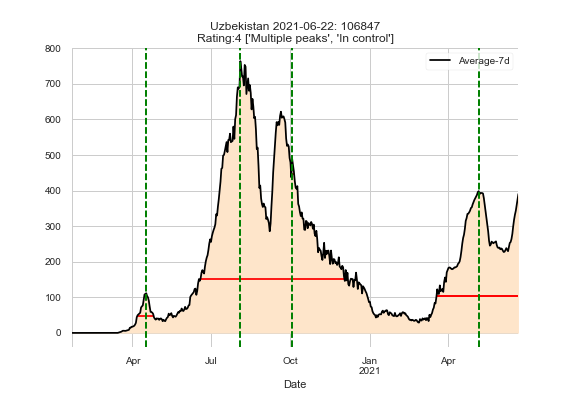 Uzbekistan 2021-06-22: 106847
Rating:4 ['Multiple peaks', 'In control']
Average-7d
800
700
600
500
400
300
200
100
0
Apr
Jul
Oct
Jan
2021
Apr
Date